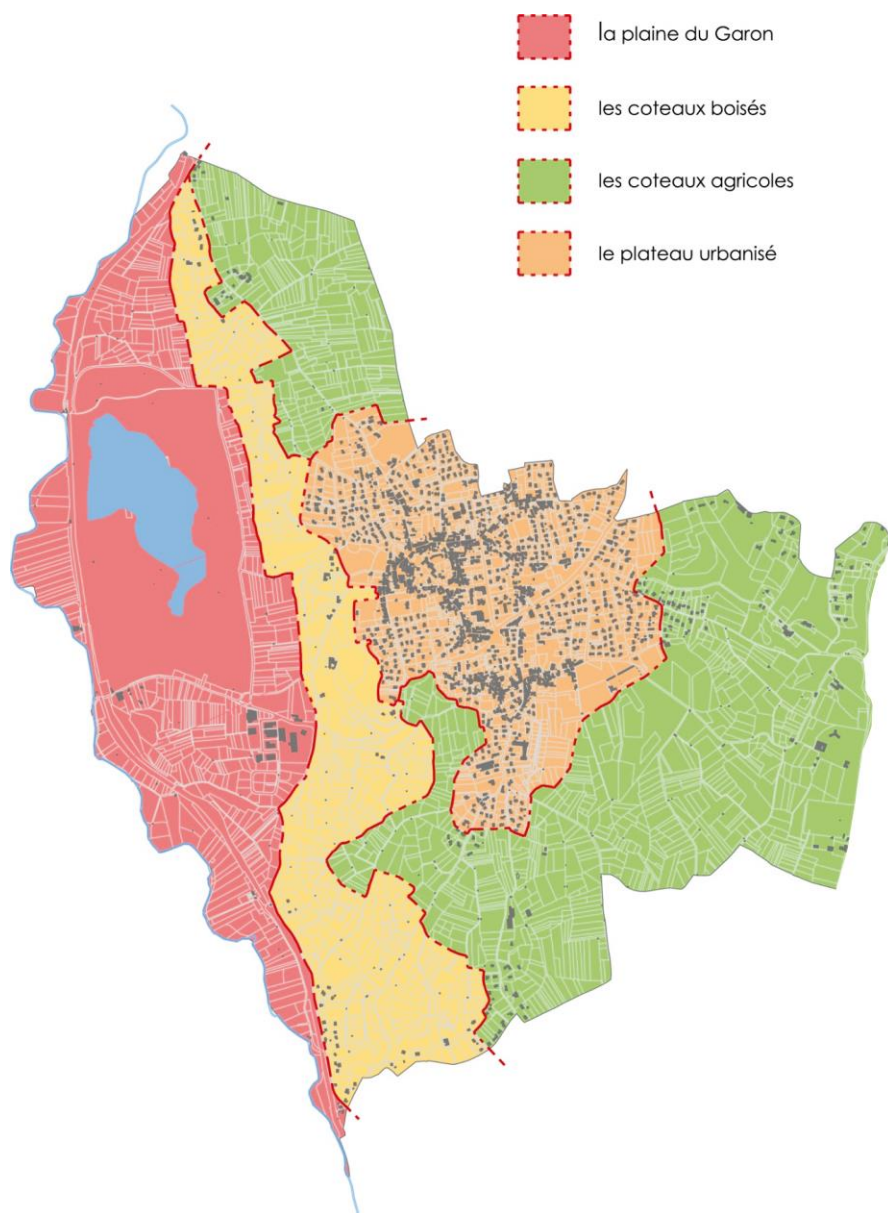 la plaine du Garon
les coteaux boisés
les coteaux agricoles
le plateau urbanisé